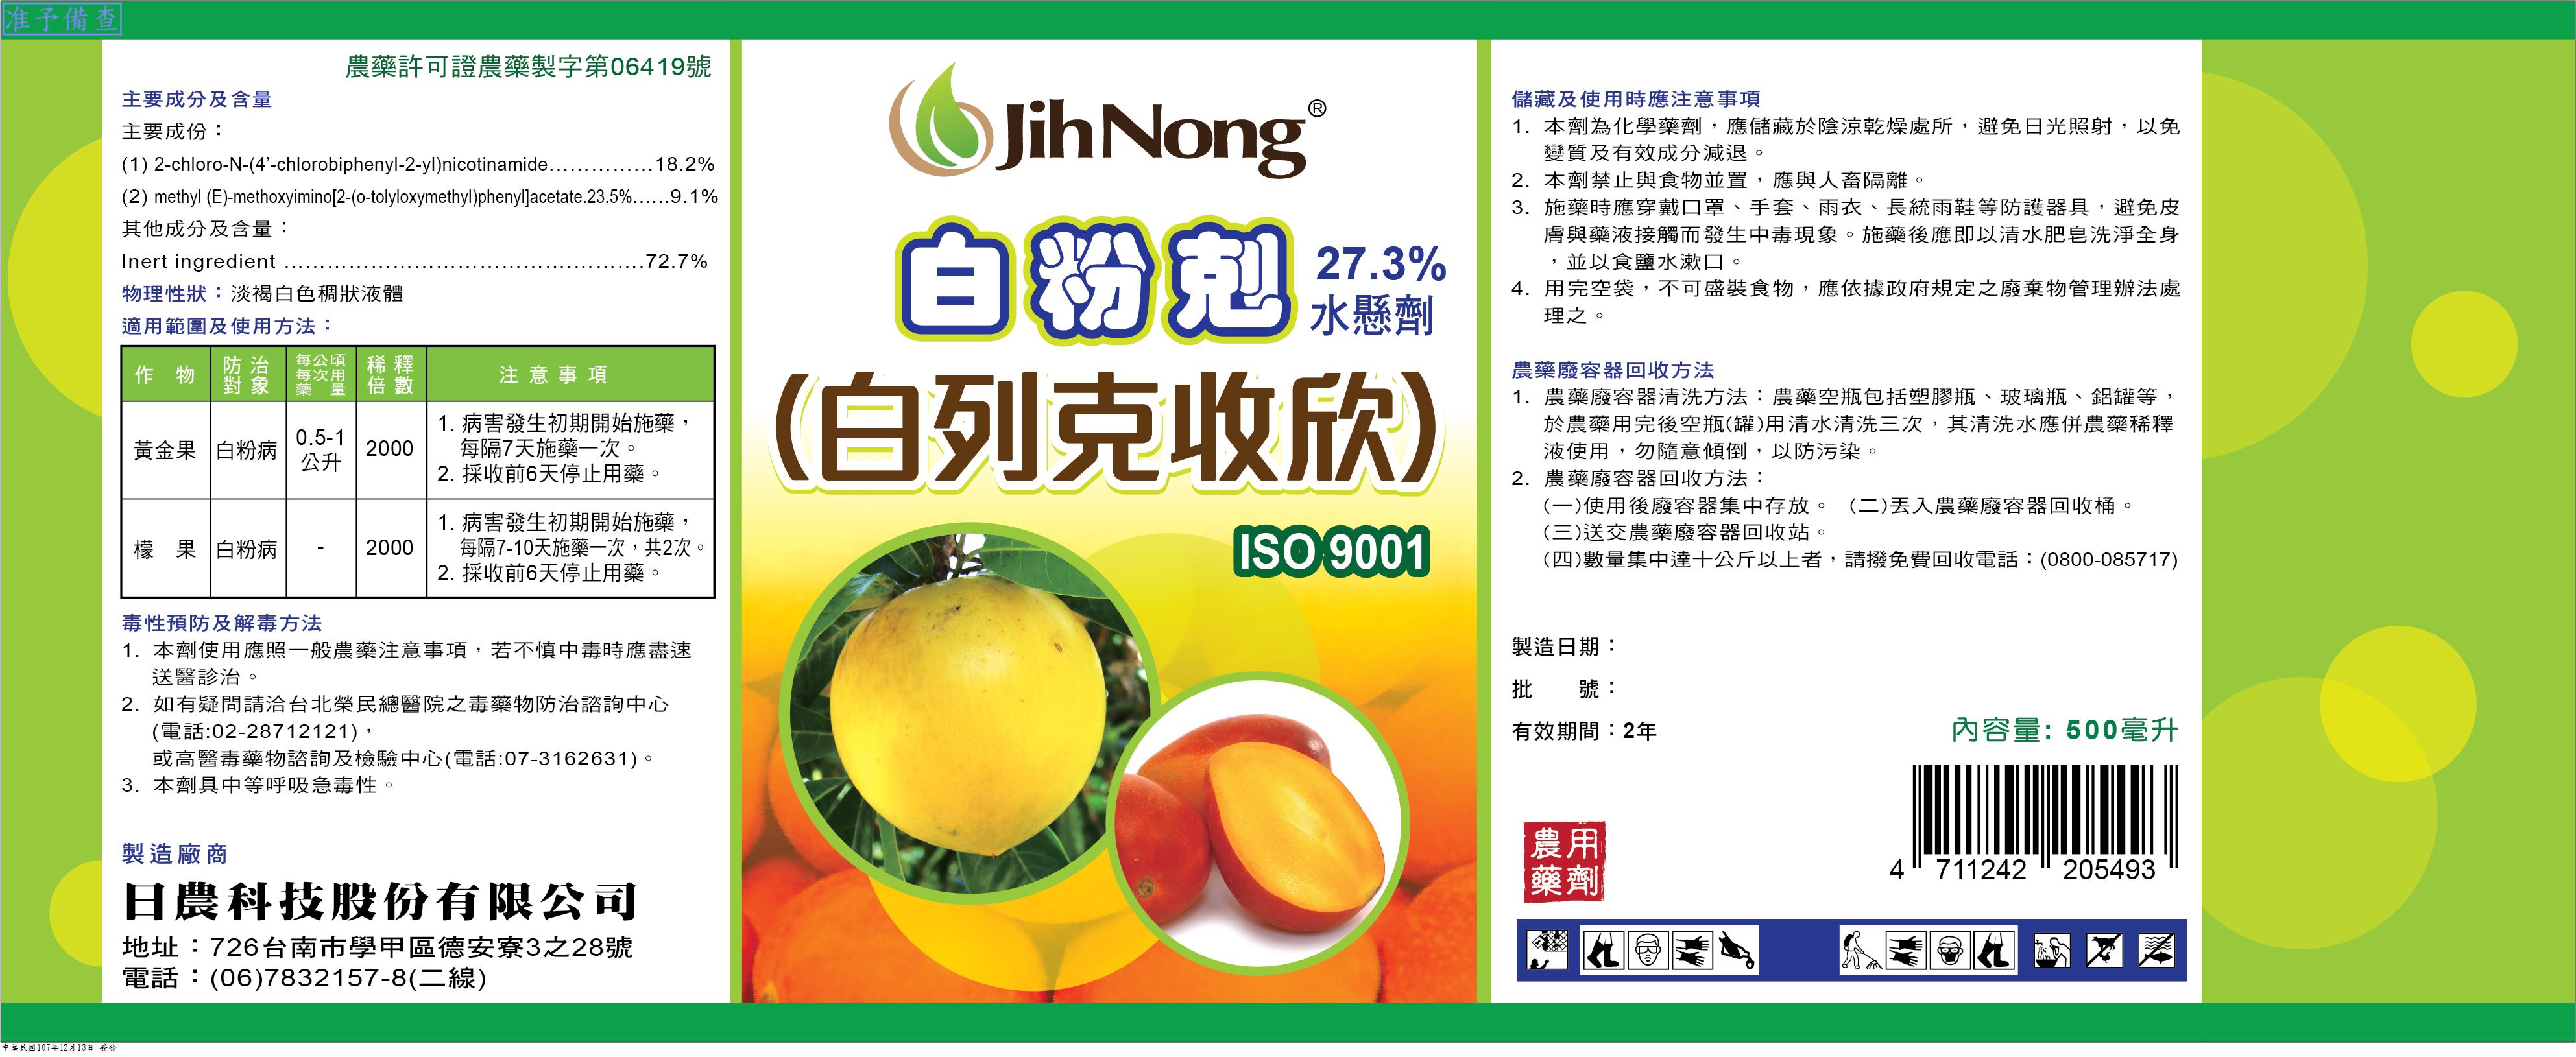 准予備查
農藥許可證農藥製字第06419號
主要成分及含量
主要成份：
(1) 2-chloro-N-(4’-chlorobiphenyl-2-yl)nicotinamide……………18.2%
(2) methyl (E)-methoxyimino[2-(o-tolyloxymethyl)phenyl]acetate.23.5%……9.1%
其他成分及含量：
Inert ingredient ……………………………………………72.7%
物理性狀：淡褐白色稠狀液體
適用範圍及使用方法：
作 物 防治對象 每公頃每次用藥量 稀釋倍數 注意事項
黃金果 白粉病 0.5-1公升 2000 1. 病害發生初期開始施藥，
每隔7天施藥一次。
2. 採收前6天停止用藥。
檬 果 白粉病 - 2000 1. 病害發生初期開始施藥，
每隔7-10天施藥一次，共2次。
2. 採收前6天停止用藥。
毒性預防及解毒方法
1. 本劑使用應照一般農藥注意事項，若不慎中毒時應盡速
送醫診治。
2. 如有疑問請洽台北榮民總醫院之毒藥物防治諮詢中心
(電話:02-28712121)，
或高醫毒藥物諮詢及檢驗中心(電話:07-3162631)。
3. 本劑具中等呼吸急毒性。
製造廠商
日農科技股份有限公司
地址：726台南市學甲區德安寮3之28號
電話：(06)7832157-8(二線)
Jih Nong®
白粉剋
27.3%
水懸劑
(白列克收欣)
ISO 9001
儲藏及使用時應注意事項
1. 本劑為化學藥劑，應儲藏於陰涼乾燥處所，避免日光照射，以免
變質及有效成分減退。
2. 本劑禁止與食物並置，應與人畜隔離。
3. 施藥時應穿戴口罩、手套、雨衣、長統雨鞋等防護器具，避免皮
膚與藥液接觸而發生中毒現象。施藥後應即以清水肥皂洗淨全身
，並以食鹽水漱口。
4. 用完空袋，不可盛裝食物，應依據政府規定之廢棄物管理辦法處
理之。
農藥廢容器回收方法
1. 農藥廢容器清洗方法：農藥空瓶包括塑膠瓶、玻璃瓶、鋁罐等，
於農藥用完後空瓶(罐)用清水清洗三次，其清洗水應併農藥稀釋
液使用，勿隨意傾倒，以防污染。
2. 農藥廢容器回收方法：
(一)使用後廢容器集中存放。 (二)丟入農藥廢容器回收桶。
(三)送交農藥廢容器回收站。
(四)數量集中達十公斤以上者，請撥免費回收電話：(0800-085717)
製造日期：
批 號：
有效期間：2年
內容量: 500毫升
農用
藥劑
4 711242 205493
中華民國107年12月13日 簽發